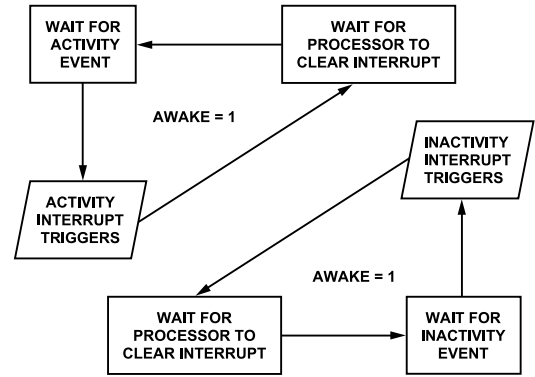 WAIT FOR
ACTIVITY
EVENT
WAIT FOR
PROCESSOR TO
CLEAR INTERRUPT
AWAKE = 1
ACTIVITY
INTERRUPT
TRIGGERS
INACTIVITY
INTERRUPT
TRIGGERS
AWAKE = 1
WAIT FOR
PROCESSOR TO
CLEAR INTERRUPT
WAIT FOR
INACTIVITY
EVENT